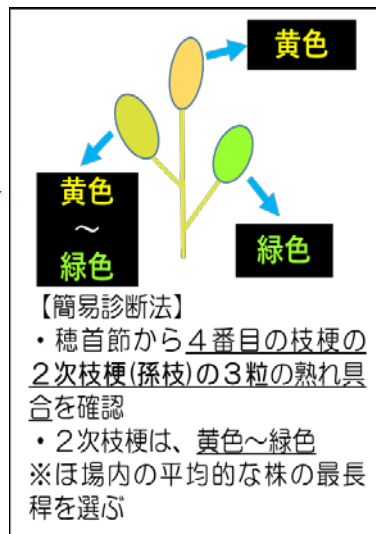 黄色
黄色
～
緑色
緑色
【簡易診断法】
・穂首節から４番目の枝梗の
２次枝梗(孫枝)の３粒の熟れ具
合を確認
・２次枝梗は、黄色～緑色
※ほ場内の平均的な株の最長
稈を選ぶ